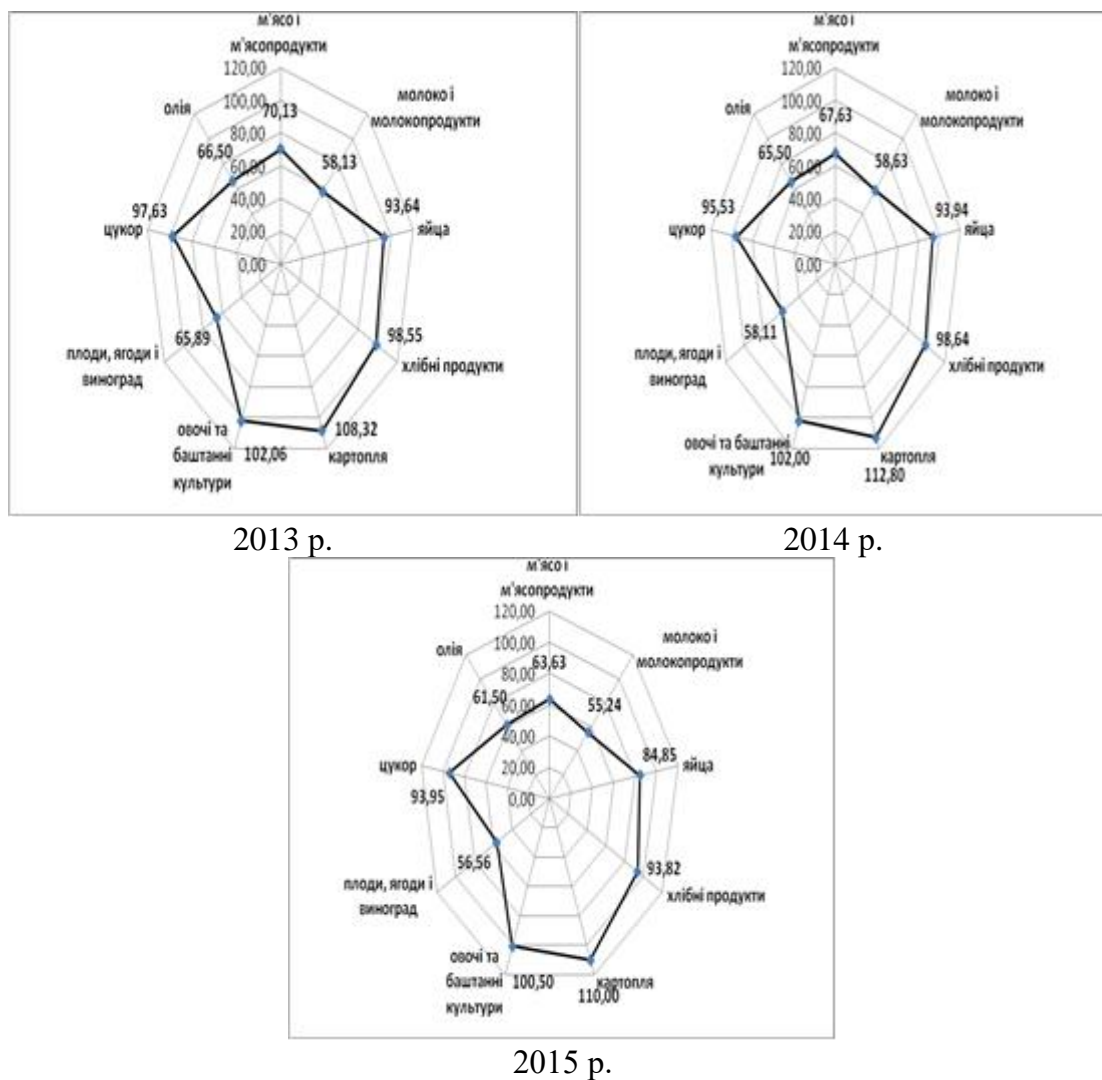 м'ясо і
м'ясопродукти
120,00
100,00
80,00
60,00
40,00
20,00
0,00
70,13
молоко і
молокопродукти
58,13
93,64
яйца
98,55
хлібні продукти
108,32
картопля
102,06
овочі та
баштанні
культури
65,89
плоди, ягоди і
виноград
97,63
цукор
66,50
олія
2013 р.
м'ясо і
м'ясопродукти
120,00
100,00
80,00
60,00
40,00
20,00
0,00
67,63
молоко і
молокопродукти
58,63
93,94
яйца
98,64
хлібні продукти
картопля
112,80
овочі та баштанні
культури
102,00
58,11
плоди, ягоди і
виноград
95,53
цукор
65,50
олія
2014 р.
м'ясо і
м'ясопродукти
120,00
100,00
80,00
60,00
40,00
20,00
0,00
63,63
молоко і
молокопродукти
55,24
84,85
яйца
93,82
хлібні продукти
картопля
110,00
овочі та
баштанні
культури
100,50
56,56
плоди, ягоди і
виноград
цукор
93,95
61,50
олія
2015 р.